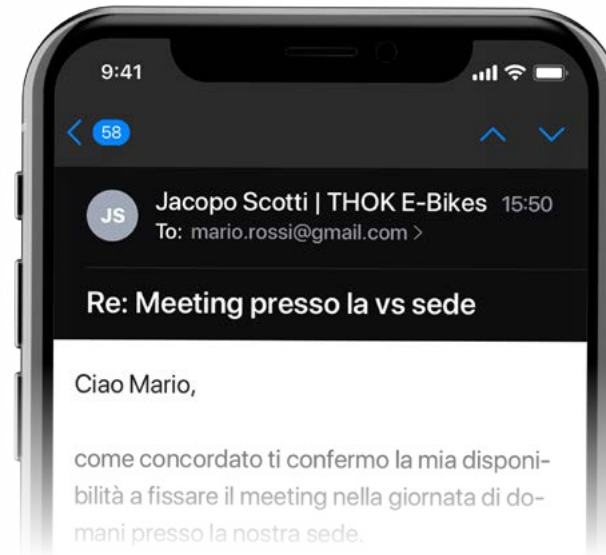 9:41
58
JS
Jacopo Scotti | THOK E-Bikes 15:50
To: mario.rossi@gmail.com >
Re: Meeting presso la vs sede
Ciao Mario,
come concordato ti confermo la mia disponi-
bilità a fissare il meeting nella giornata di do-
mani presso la nostra sede.